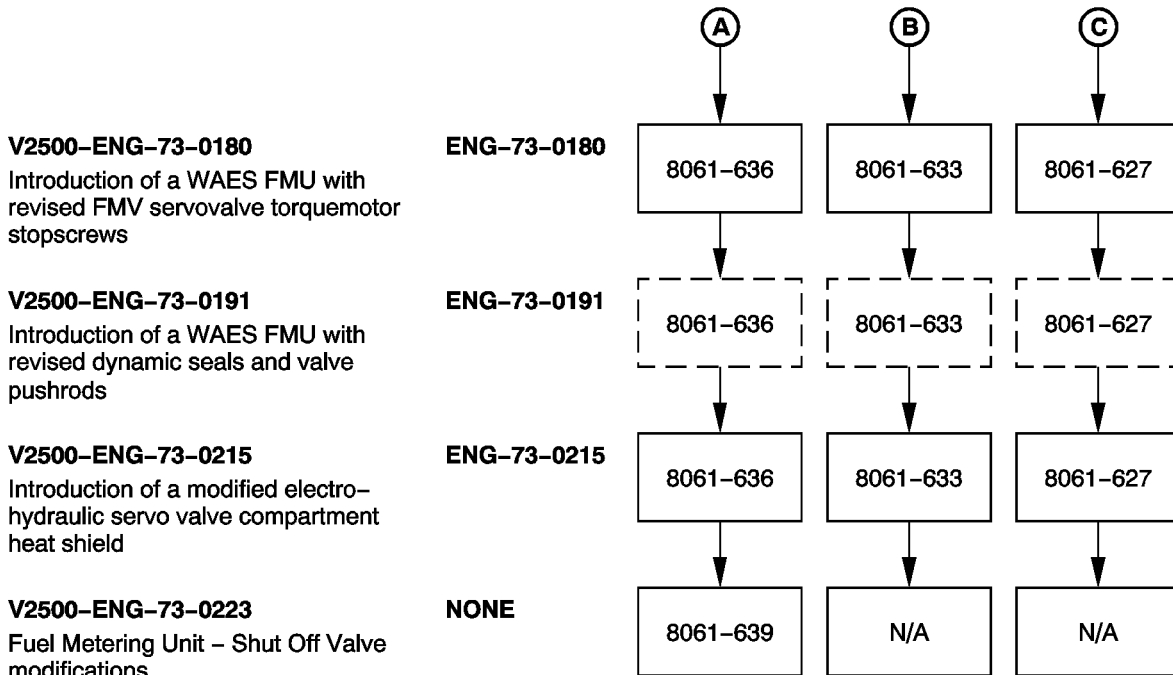 A B C
V2500–ENG–73–0180 ENG–73–0180 8061–636 8061–633 8061–627
Introduction of a WAES FMU with
revised FMV servovalve torquemotor
stopscrews
V2500–ENG–73–0191 ENG–73–0191 8061–636 8061–633 8061–627
Introduction of a WAES FMU with
revised dynamic seals and valve
pushrods
V2500–ENG–73–0215 ENG–73–0215 8061–636 8061–633 8061–627
Introduction of a modified electro–
hydraulic servo valve compartment
heat shield
V2500–ENG–73–0223 NONE 8061–639 N/A N/A
Fuel Metering Unit – Shut Off Valve
modifications